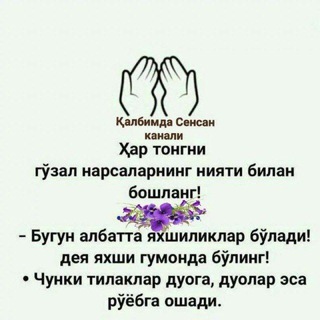 Қалбимда Сенсан
канали
Ҳар тонгни
гўзал нарсаларнинг нияти билан
бошланг!
– Бугун албатта яхшиликлар бўлади!
дея яхши гумонда бўлинг!
• Чунки тилаклар дуога, дуолар эса
рўёбга ошади.